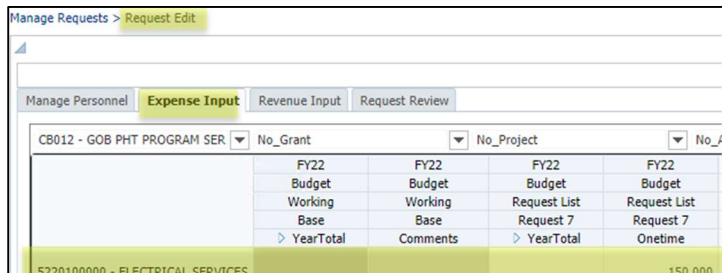 Manage Requests > Request Edit
Manage Personnel Expense Input Revenue Input Request Review
CB012 - GOB PHT PROGRAM SER No_Grant No_Project
FY22 FY22 FY22 FY22
Budget Budget Budget Budget
Working Working Request List Request List
Base Base Request 7 Request 7
YearTotal Comments YearTotal Onetime
5220100000 - ELECTRICAL SERVICES 150,000